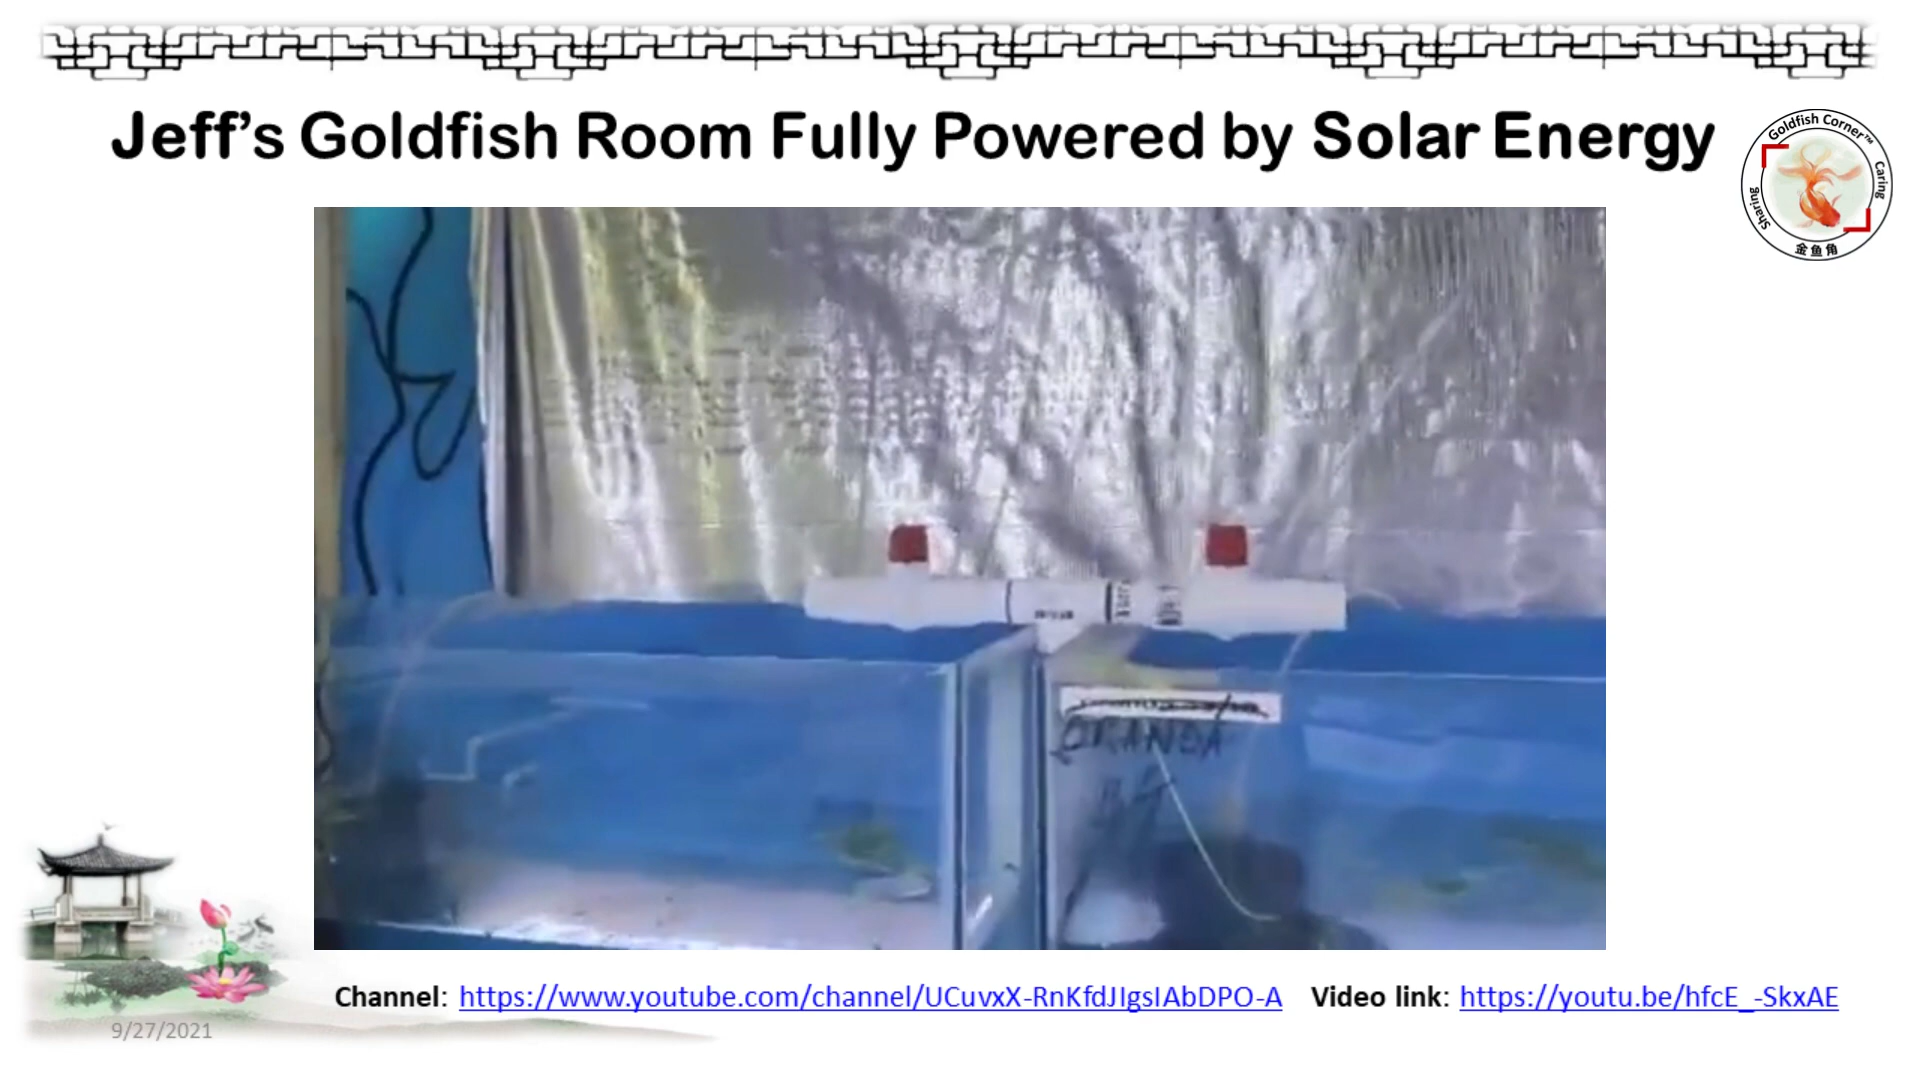 Jeff's Goldfish Room Fully Powered by Solar Energy
Goldfish Corner™
Caring
Sharing
金鱼角
ORANDA
Channel: https://www.youtube.com/channel/UCuvxX-RnKfdJIgsIAbDPO-A Video link: https://youtu.be/hfcE_-SkxAE
9/27/2021